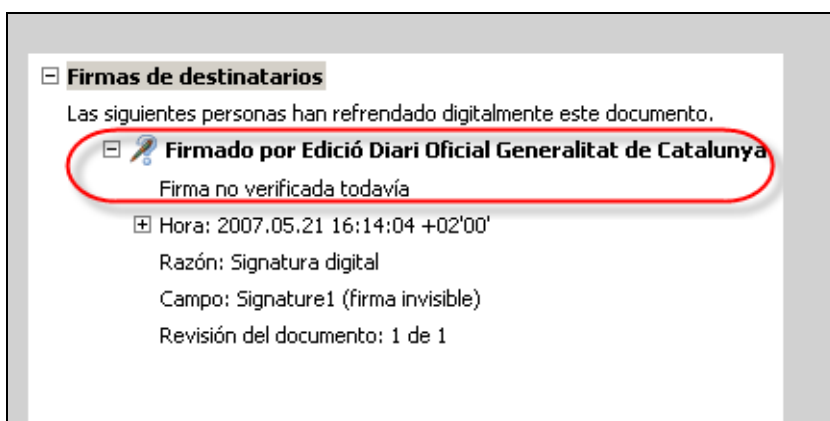 Firmas de destinatarios
Las siguientes personas han refrendado digitalmente este documento.
Firmado por Edició Diari Oficial Generalitat de Catalunya
Firma no verificada todavía
Hora: 2007.05.21 16:14:04 +02'00'
Razón: Signatura digital
Campo: Signature1 (firma invisible)
Revisión del documento: 1 de 1